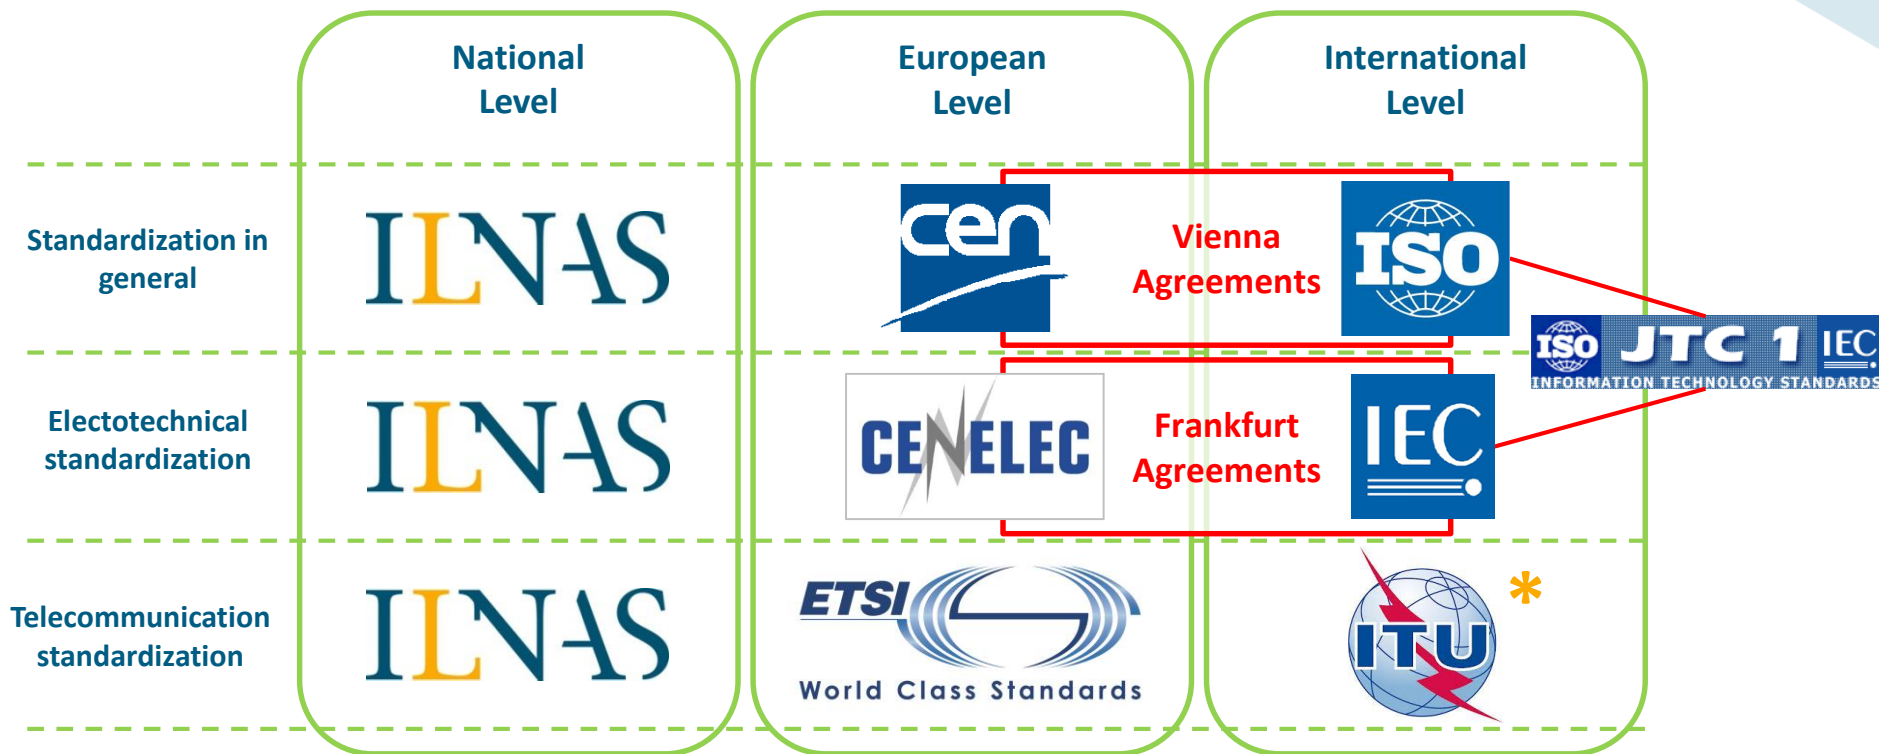 National
Level
European
Level
International
Level
Standardization in
general
ILNAS
cen
Vienna
Agreements
ISO
ISO JTC 1 IEC
INFORMATION TECHNOLOGY STANDARDS
Electotechnical
standardization
ILNAS
CENELEC
Frankfurt
Agreements
IEC
Telecommunication
standardization
ILNAS
ETSI
World Class Standards
ITU
*